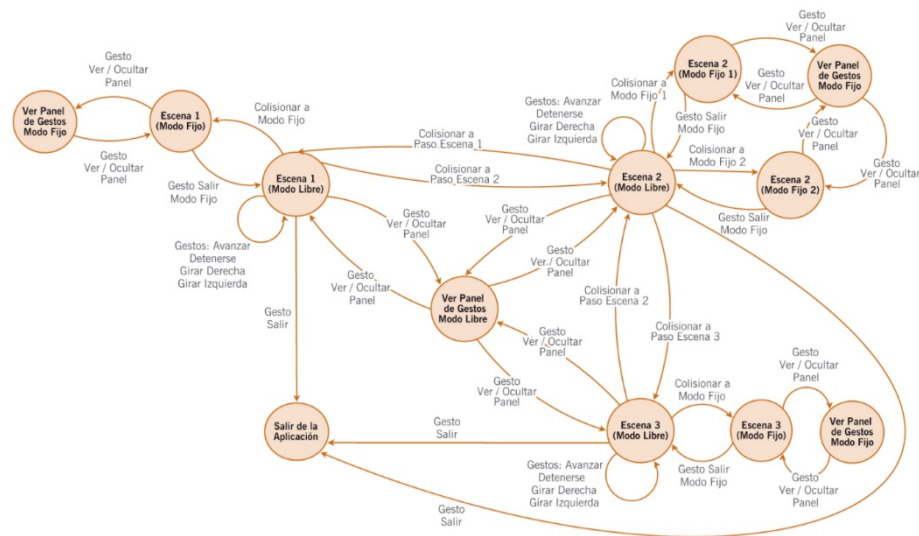 Gesto
Ver / Ocultar
Panel
Ver Panel
de Gestos
Modo Fijo
Escena 1
(Modo Fijo)
Gesto
Ver / Ocultar
Panel
Colisionar a
Modo Fijo
Gesto Salir
Modo Fijo
Escena 1
(Modo Libre)
Gestos: Avanzar
Detenerse
Girar Derecha
Girar Izquierda
Colisionar a
Paso Escena 1
Colisionar a
Paso Escena 2
Gestos: Avanzar
Detenerse
Girar Derecha
Girar Izquierda
Escena 2
(Modo Libre)
Colisionar a
Modo Fijo 1
Gesto Salir
Modo Fijo
Escena 2
(Modo Fijo 1)
Gesto
Ver / Ocultar
Panel
Gesto
Ver / Ocultar
Panel
Ver Panel
de Gestos
Modo Fijo
Colisionar a
Modo Fijo 2
Gesto
Ver / Ocultar
Panel
Gesto
Ver / Ocultar
Panel
Escena 2
(Modo Fijo 2)
Gesto Salir
Modo Fijo
Gesto
Ver / Ocultar
Panel
Gesto
Ver / Ocultar
Panel
Gesto
Ver / Ocultar
Panel
Gesto
Ver / Ocultar
Panel
Ver Panel
de Gestos
Modo Libre
Colisionar a
Paso Escena 2
Colisionar a
Paso Escena 3
Gesto
Salir
Gesto
Ver / Ocultar
Panel
Gesto
Ver / Ocultar
Panel
Salir de la
Aplicación
Gesto
Salir
Escena 3
(Modo Libre)
Gestos: Avanzar
Detenerse
Girar Derecha
Girar Izquierda
Colisionar a
Modo Fijo
Gesto Salir
Modo Fijo
Escena 3
(Modo Fijo)
Gesto
Ver / Ocultar
Panel
Ver Panel
de Gestos
Modo Fijo
Gesto
Ver / Ocultar
Panel
Gesto
Salir